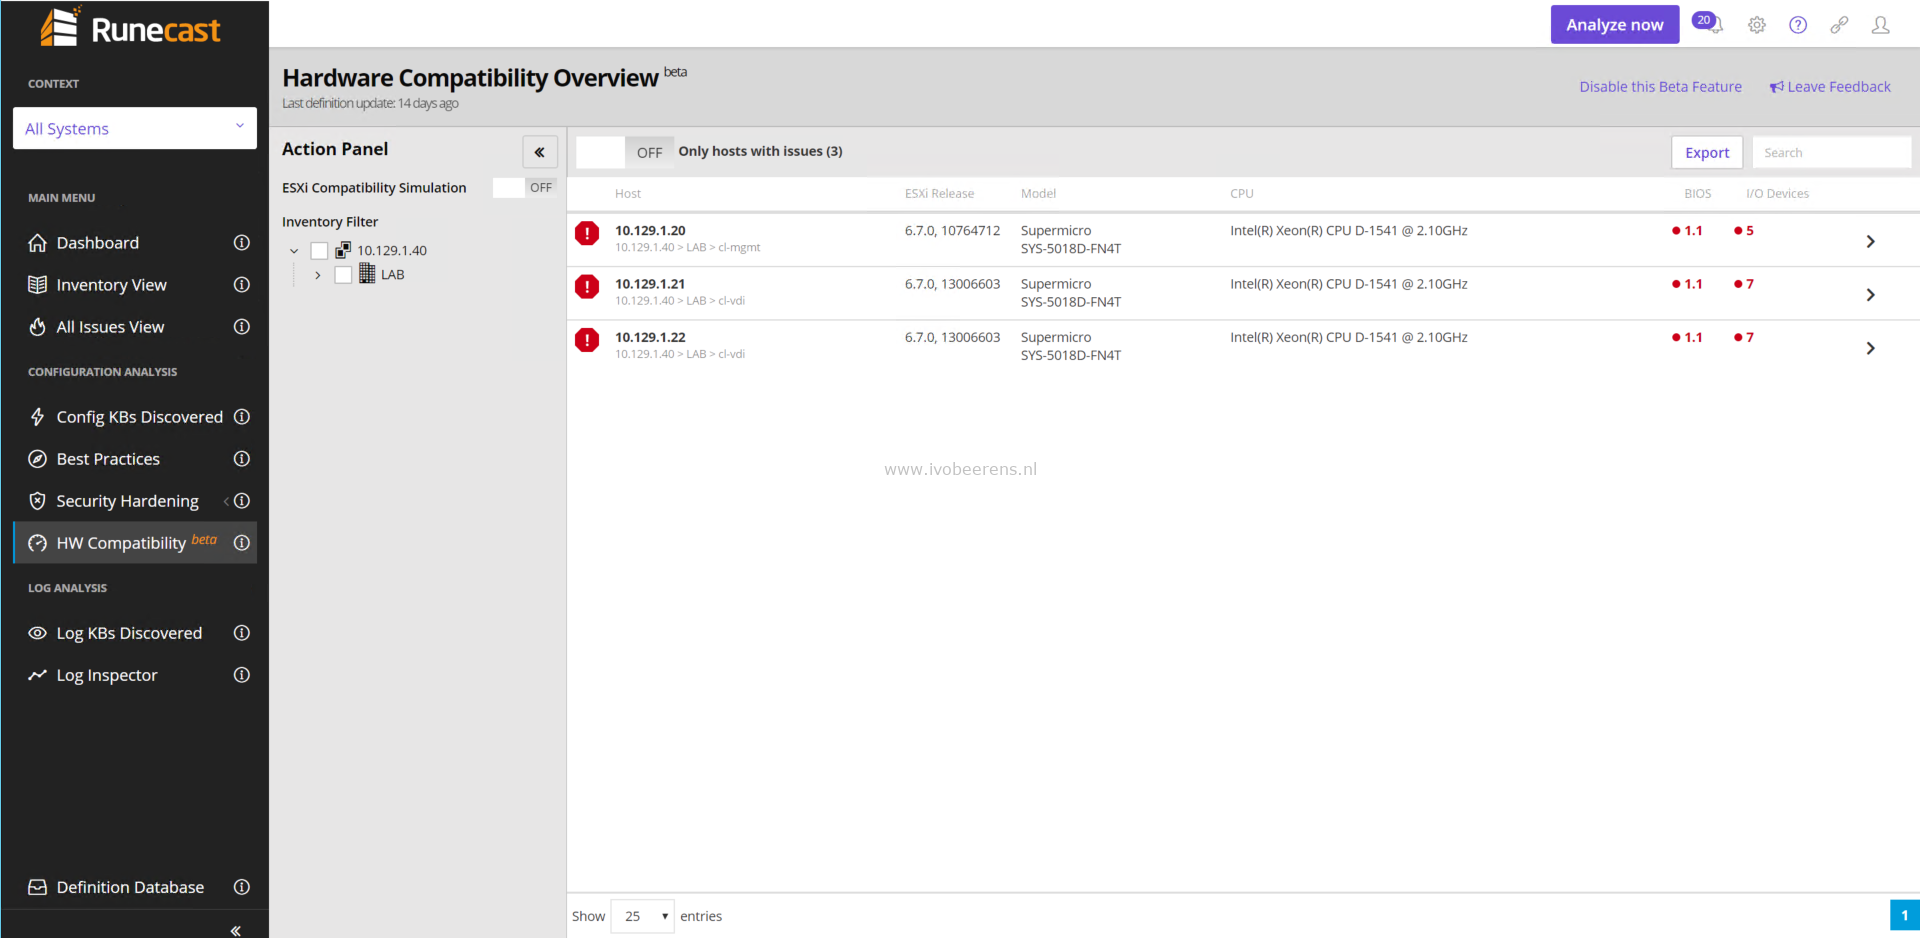 Runecast
Analyze now
20
CONTEXT
All Systems
MAIN MENU
Dashboard
Inventory View
All Issues View
CONFIGURATION ANALYSIS
Config KBs Discovered
Best Practices
Security Hardening
HW Compatibility beta
LOG ANALYSIS
Log KBs Discovered
Log Inspector
Definition Database
Hardware Compatibility Overview beta
Last definition update: 14 days ago
Disable this Beta Feature
Leave Feedback
Action Panel
ESXi Compatibility Simulation OFF
Inventory Filter
10.129.1.40
LAB
OFF Only hosts with issues (3)
Export
Search
Host ESXi Release Model CPU BIOS I/O Devices
10.129.1.20 6.7.0, 10764712 Supermicro Intel(R) Xeon(R) CPU D-1541 @ 2.10GHz 1.1 5
10.129.1.40 > LAB > cl-mgmt SYS-5018D-FN4T
10.129.1.21 6.7.0, 13006603 Supermicro Intel(R) Xeon(R) CPU D-1541 @ 2.10GHz 1.1 7
10.129.1.40 > LAB > cl-vdi SYS-5018D-FN4T
10.129.1.22 6.7.0, 13006603 Supermicro Intel(R) Xeon(R) CPU D-1541 @ 2.10GHz 1.1 7
10.129.1.40 > LAB > cl-vdi SYS-5018D-FN4T
www.ivobeerens.nl
Show 25 entries
1